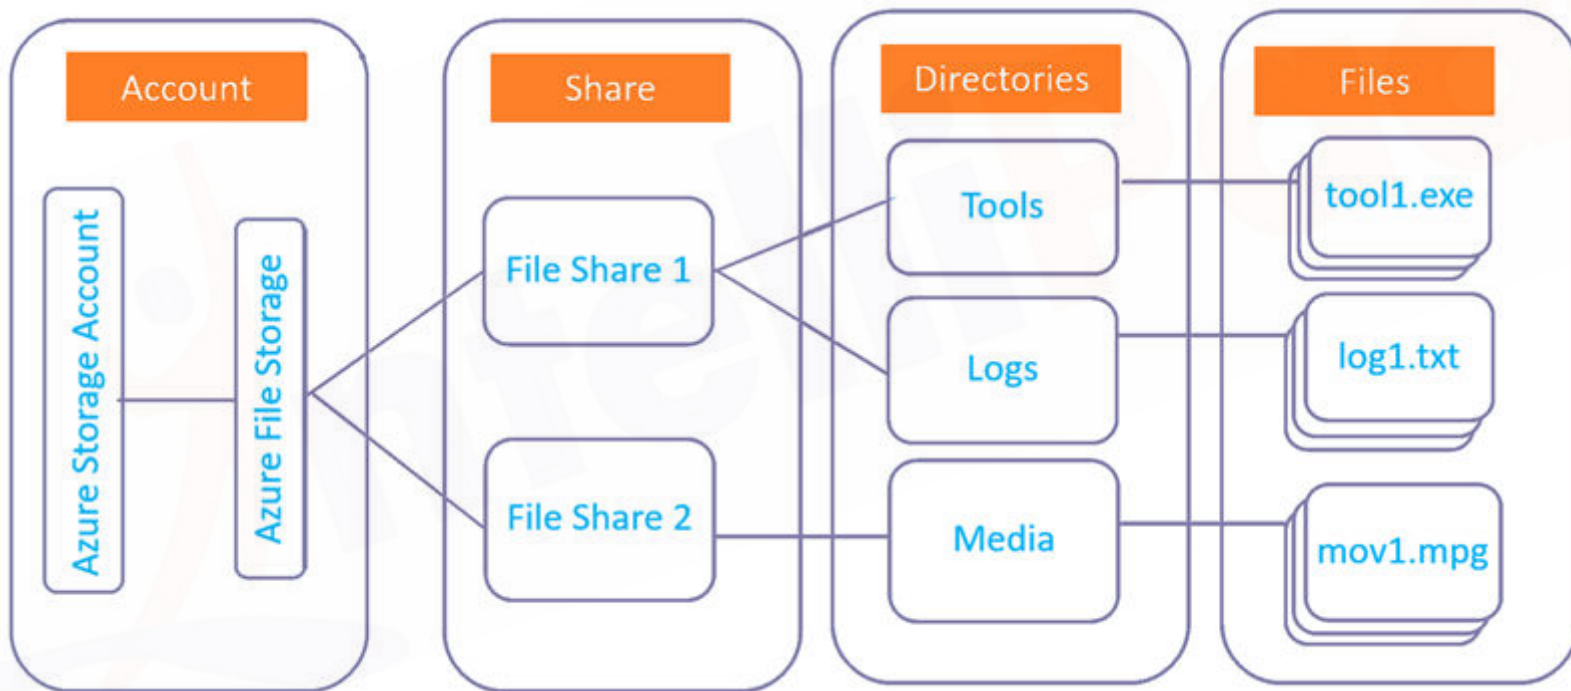 Account
Share
Directories
Files
Azure Storage Account
Azure File Storage
File Share 1
File Share 2
Tools
Logs
Media
tool1.exe
log1.txt
mov1.mpg